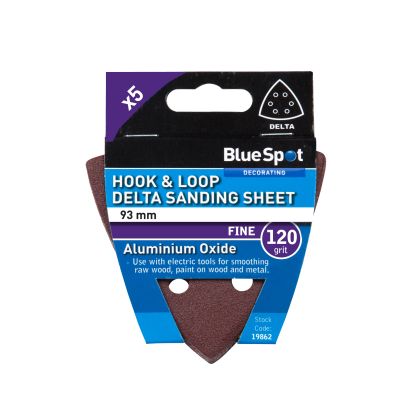 x5
DELTA
BlueSpot
DECORATING
HOOK & LOOP
DELTA SANDING SHEET
93 mm
FINE 120 grit
Aluminium Oxide
- Use with electric tools for smoothing
raw wood, paint on wood and metal.
Stock
Code:
19862